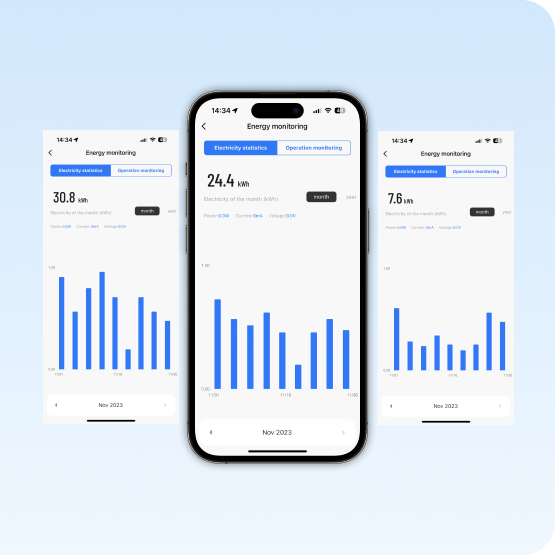 14:34
Energy monitoring
Electricity statistics
Operation monitoring
30.8 kWh
Electricity of the month (kWh)
month
year
Power:0.0W Current:0mA Voltage:0.0V
1.00
0.00
11/01 11/16 11/30
Nov 2023
14:34
Energy monitoring
Electricity statistics
Operation monitoring
24.4 kWh
Electricity of the month (kWh)
month
year
Power:0.0W Current:0mA Voltage:0.0V
1.00
0.00
11/01 11/16 11/30
Nov 2023
14:34
Energy monitoring
Electricity statistics
Operation monitoring
7.6 kWh
Electricity of the month (kWh)
month
year
Power:0.0W Current:0mA Voltage:0.0V
1.00
0.00
11/01 11/16 11/30
Nov 2023